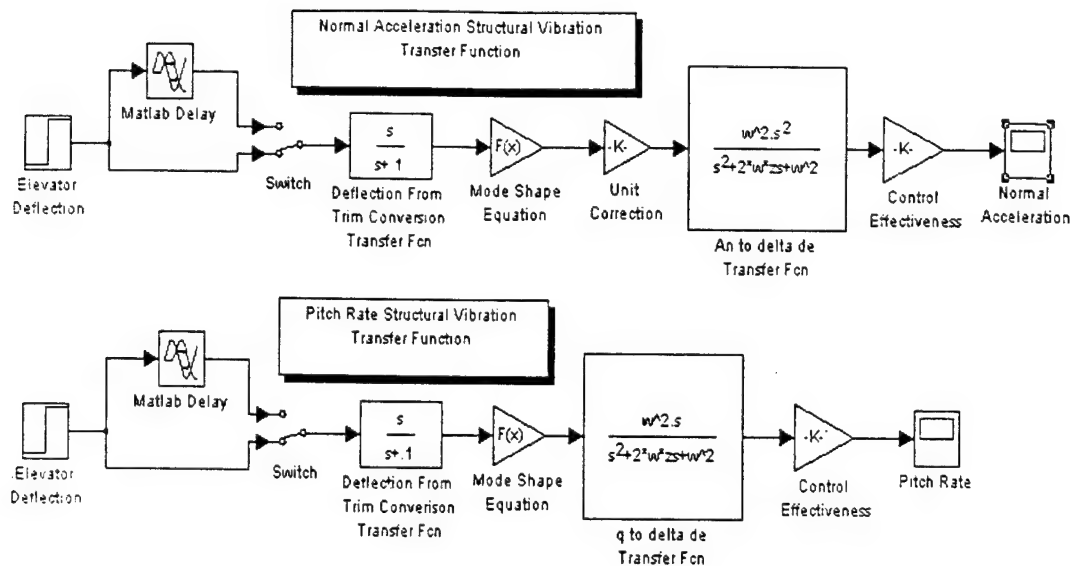 Normal Acceleration Structural Vibration
Transfer Function
Matlab Delay
Elevator
Deflection
Switch
s
s+.1
Deflection From
Trim Conversion
Transfer Fcn
F(x)
Mode Shape
Equation
-K-
Unit
Correction
w^2.s^2
s^2+2*w*zs+w^2
An to delta de
Transfer Fcn
-K-
Control
Effectiveness
Normal
Acceleration
Pitch Rate Structural Vibration
Transfer Function
Matlab Delay
Elevator
Deflection
Switch
s
s+.1
Deflection From
Trim Converison
Transfer Fcn
F(x)
Mode Shape
Equation
w^2.s
s^2+2*w*zs+w^2
q to delta de
Transfer Fcn
-K-
Control
Effectiveness
Pitch Rate